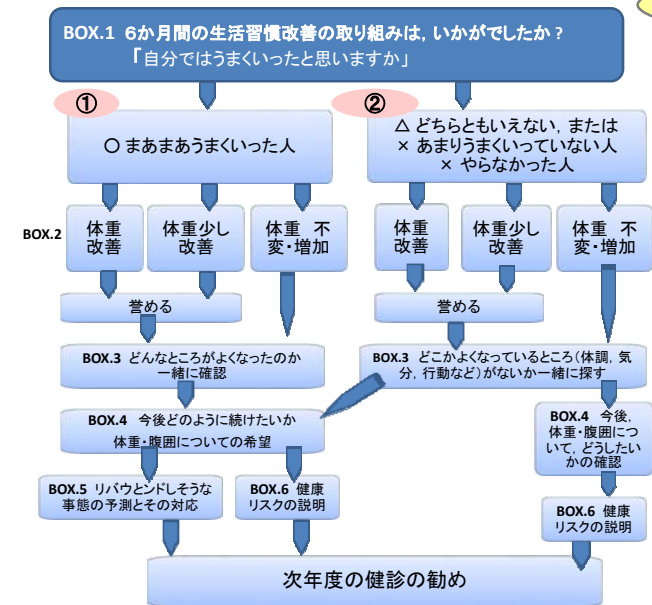 BOX.1 6か月間の生活習慣改善の取り組みは，いかがでしたか？
「自分ではうまくいったと思いますか」
①
○ まあまあうまくいった人
②
△ どちらともいえない，または
× あまりうまくいっていない人
× やらなかった人
BOX.2
体重
改善
体重少し
改善
体重 不
変・増加
体重
改善
体重少し
改善
体重 不
変・増加
誉める
誉める
BOX.3 どんなところがよくなったのか
一緒に確認
BOX.3 どこかよくなっているところ（体調，気
分，行動など）がないか一緒に探す
BOX.4 今後どのように続けたいか
体重・腹囲についての希望
BOX.4 今後，
体重・腹囲につ
いて，どうしたい
かの確認
BOX.5 リバウとンドしそうな
事態の予測とその対応
BOX.6 健康
リスクの説明
BOX.6 健康
リスクの説明
次年度の健診の勧め